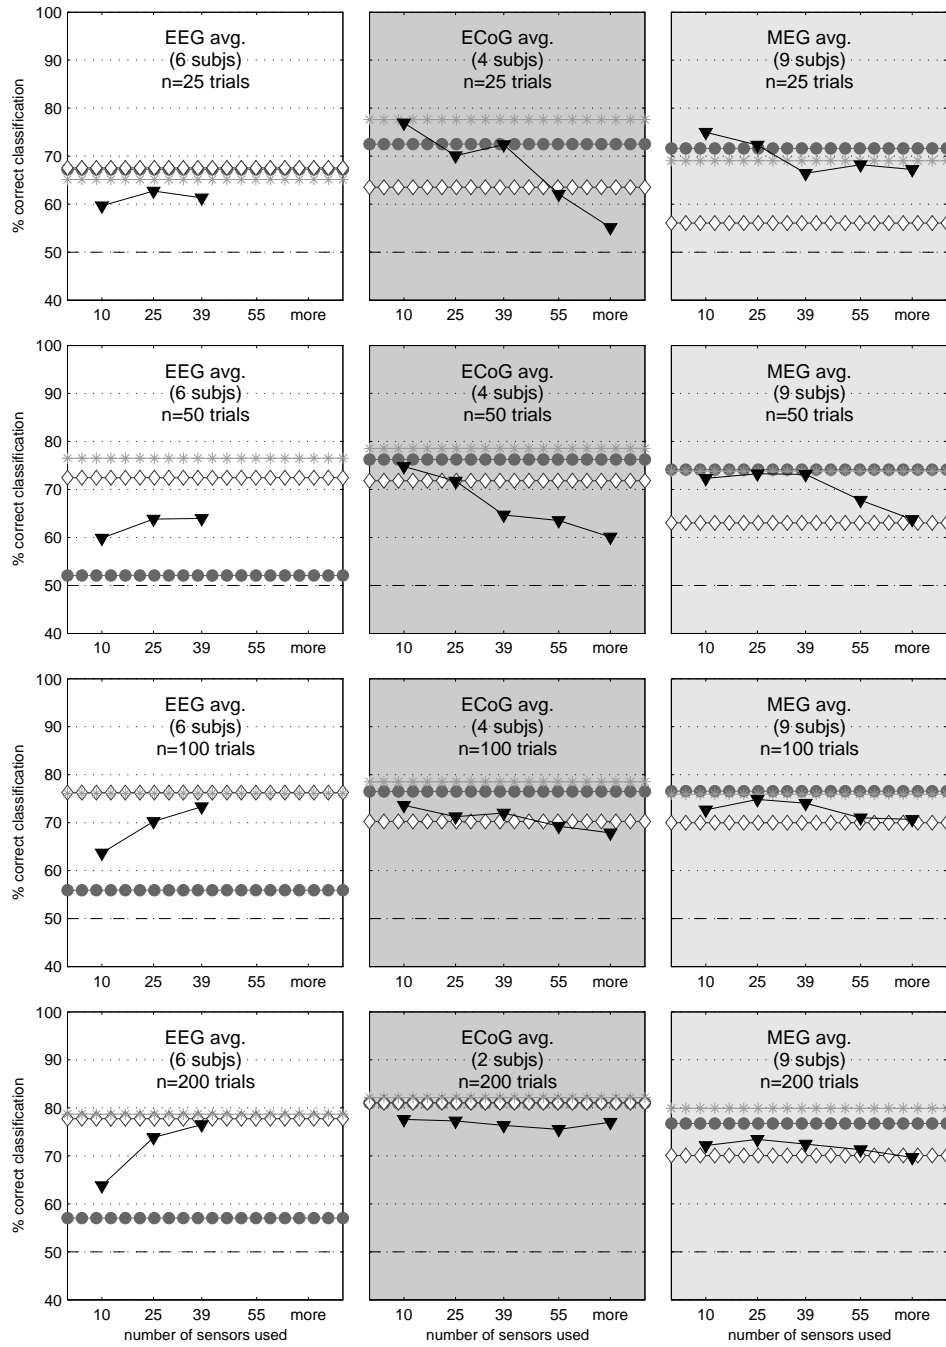 100
90
80
70
60
50
40
% correct classification
EEG avg.
(6 subjs)
n=25 trials
10 25 39 55 more
ECoG avg.
(4 subjs)
n=25 trials
10 25 39 55 more
MEG avg.
(9 subjs)
n=25 trials
10 25 39 55 more
100
90
80
70
60
50
40
% correct classification
EEG avg.
(6 subjs)
n=50 trials
10 25 39 55 more
ECoG avg.
(4 subjs)
n=50 trials
10 25 39 55 more
MEG avg.
(9 subjs)
n=50 trials
10 25 39 55 more
100
90
80
70
60
50
40
% correct classification
EEG avg.
(6 subjs)
n=100 trials
10 25 39 55 more
ECoG avg.
(4 subjs)
n=100 trials
10 25 39 55 more
MEG avg.
(9 subjs)
n=100 trials
10 25 39 55 more
100
90
80
70
60
50
40
% correct classification
EEG avg.
(6 subjs)
n=200 trials
10 25 39 55 more
number of sensors used
ECoG avg.
(2 subjs)
n=200 trials
10 25 39 55 more
number of sensors used
MEG avg.
(9 subjs)
n=200 trials
10 25 39 55 more
number of sensors used